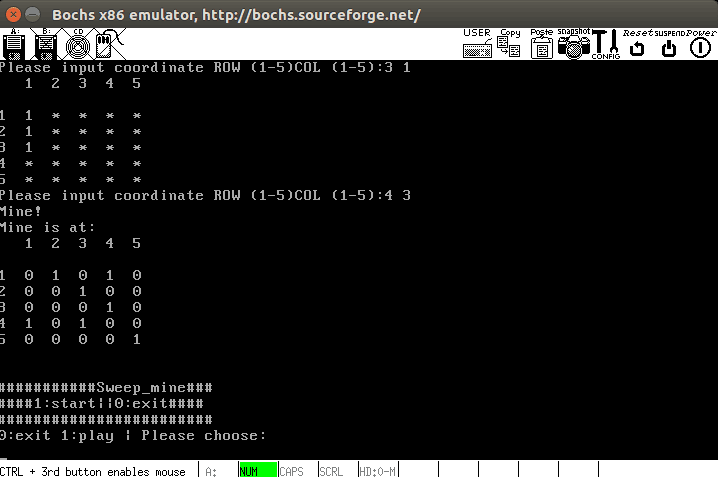 Bochs x86 emulator, http://bochs.sourceforge.net/
A: B: CD USER Copy Paste snapshot CONFIG Reset SUSPEND Power
Please input coordinate ROW (1-5)COL (1-5):3 1
1 2 3 4 5
1 1 * * * *
2 1 * * * *
3 1 * * * *
4 * * * * *
5 * * * * *
Please input coordinate ROW (1-5)COL (1-5):4 3
Mine!
Mine is at:
1 2 3 4 5
1 0 1 0 1 0
2 0 0 1 0 0
3 0 0 0 1 0
4 1 0 1 0 0
5 0 0 0 0 1
###########Sweep_mine###
####1:start||0:exit####
########################
0:exit 1:play | Please choose:
CTRL + 3rd button enables mouse A: NUM CAPS SCRL HD:0-M